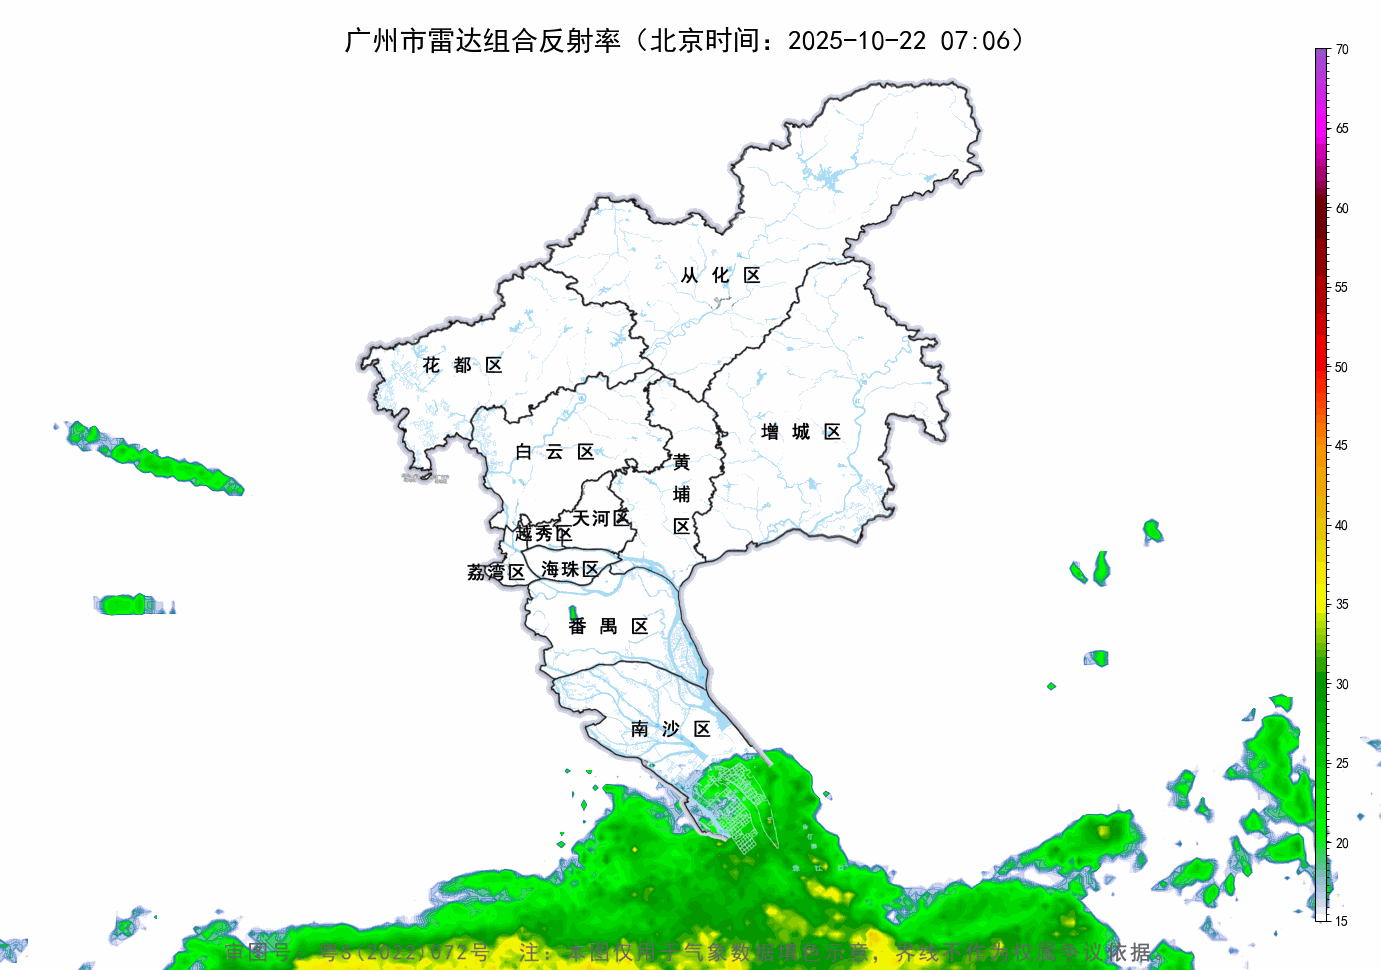 广州市雷达组合反射率（北京时间：2025-10-22 07:06）
70
65
60
55
50
45
40
35
30
25
20
15
从化区
花都区
增城区
白云区
黄埔区
天河区
越秀区
海珠区
荔湾区
番禺区
南沙区
审图号：粤S(2022)072号 注：本图仅用于气象数据填色示意，界线不作为权属争议依据。